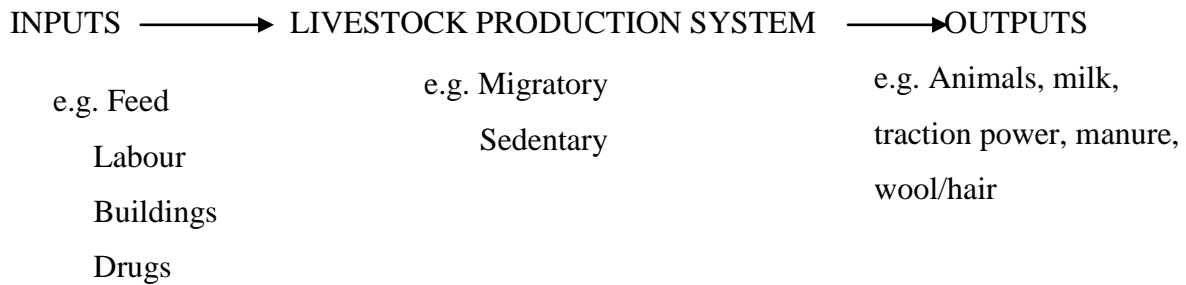 INPUTS LIVESTOCK PRODUCTION SYSTEM OUTPUTS
e.g. Feed
Labour
Buildings
Drugs
e.g. Migratory
Sedentary
e.g. Animals, milk,
traction power, manure,
wool/hair